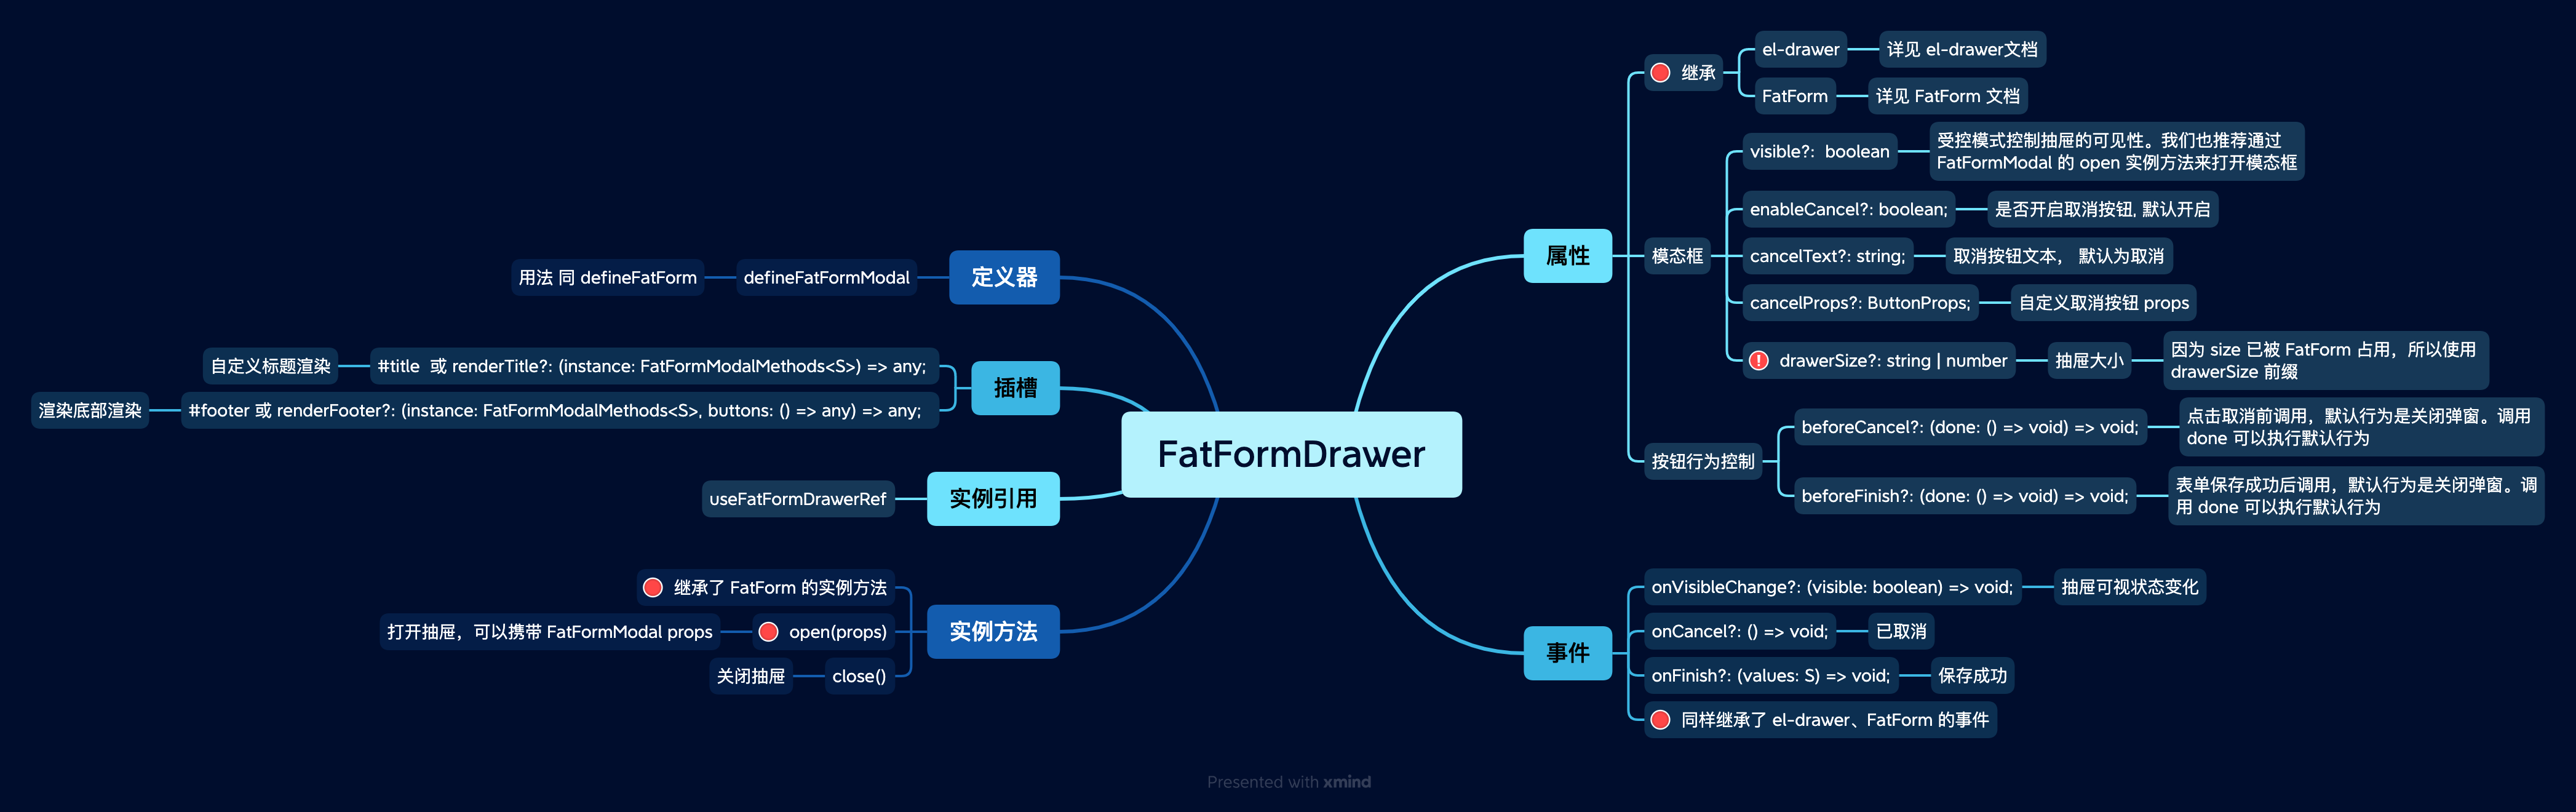 FatFormDrawer
属性
继承
el-drawer
详见 el-drawer文档
FatForm
详见 FatForm 文档
模态框
visible?:  boolean
受控模式控制抽屉的可见性。我们也推荐通过
FatFormModal 的 open 实例方法来打开模态框
enableCancel?: boolean;
是否开启取消按钮, 默认开启
cancelText?: string;
取消按钮文本， 默认为取消
cancelProps?: ButtonProps;
自定义取消按钮 props
drawerSize?: string | number
抽屉大小
因为 size 已被 FatForm 占用，所以使用
drawerSize 前缀
按钮行为控制
beforeCancel?: (done: () => void) => void;
点击取消前调用，默认行为是关闭弹窗。调用
done 可以执行默认行为
beforeFinish?: (done: () => void) => void;
表单保存成功后调用，默认行为是关闭弹窗。调
用 done 可以执行默认行为
事件
onVisibleChange?: (visible: boolean) => void;
抽屉可视状态变化
onCancel?: () => void;
已取消
onFinish?: (values: S) => void;
保存成功
同样继承了 el-drawer、FatForm 的事件
定义器
defineFatFormModal
用法 同 defineFatForm
插槽
#title  或 renderTitle?: (instance: FatFormModalMethods<S>) => any;
自定义标题渲染
#footer 或 renderFooter?: (instance: FatFormModalMethods<S>, buttons: () => any) => any;
渲染底部渲染
实例引用
useFatFormDrawerRef
实例方法
继承了 FatForm 的实例方法
open(props)
打开抽屉，可以携带 FatFormModal props
close()
关闭抽屉
Presented with xmind